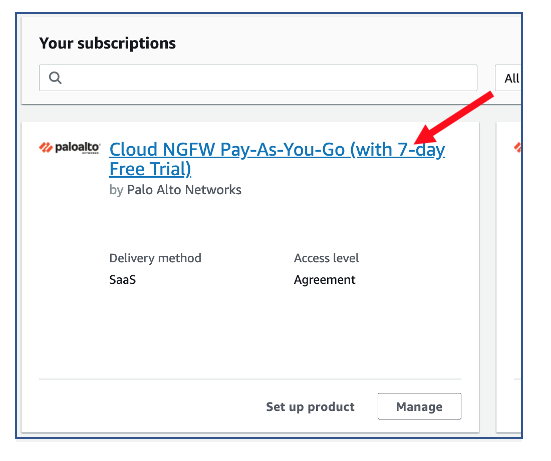 Your subscriptions
All
paloalto
NETWORKS
Cloud NGFW Pay-As-You-Go (with 7-day
Free Trial)
by Palo Alto Networks
Delivery method
Access level
SaaS
Agreement
Set up product
Manage